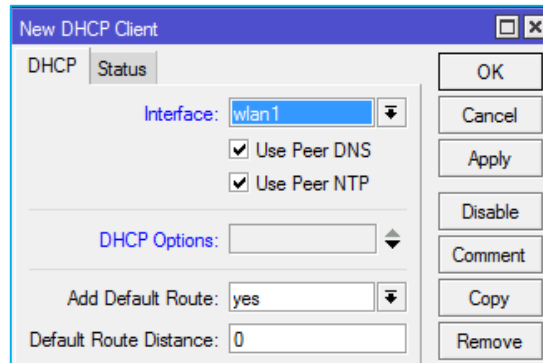 New DHCP Client
DHCP Status
OK
Interface: wlan1
Cancel
Use Peer DNS
Apply
Use Peer NTP
Disable
DHCP Options:
Comment
Add Default Route: yes
Copy
Default Route Distance: 0
Remove